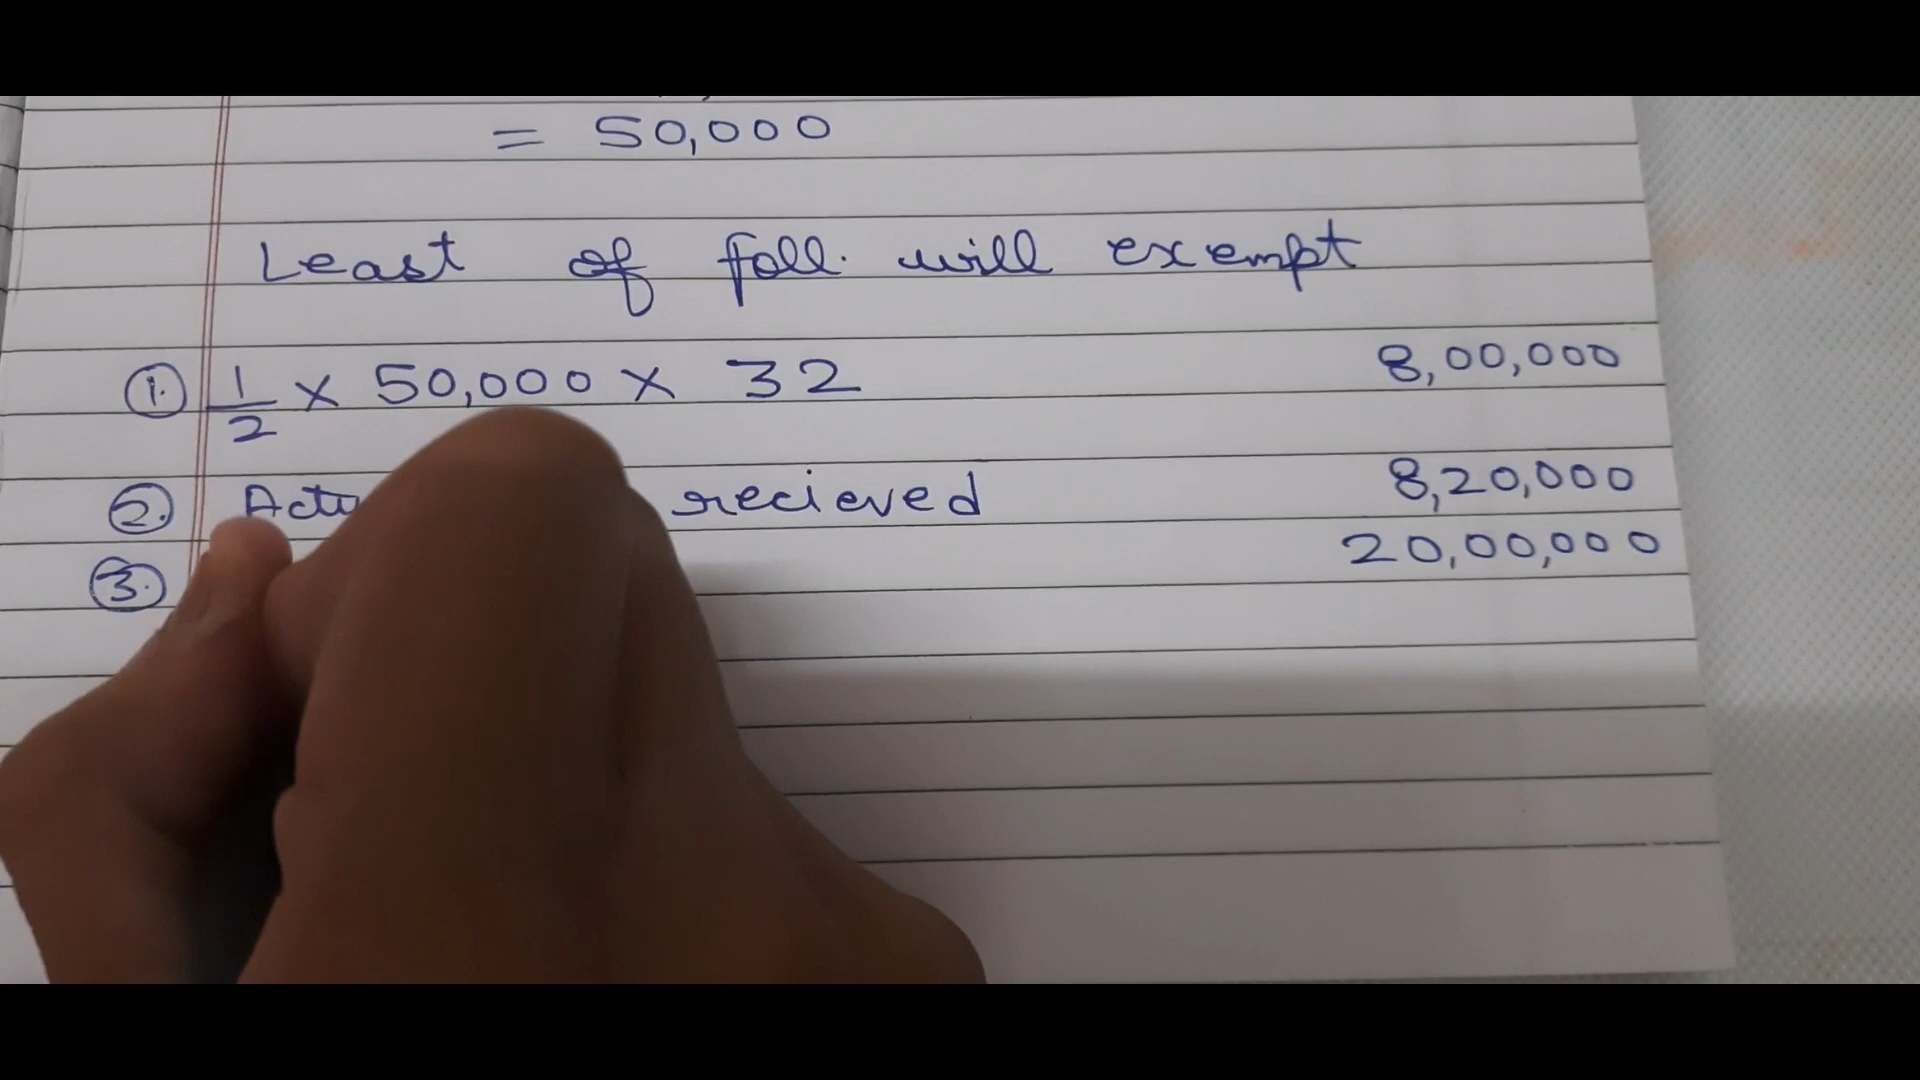 = 50,000
Least of foll. will exempt
1. 1/2 x 50,000 x 32 8,00,000
2. recieved 8,20,000
3. 20,00,000